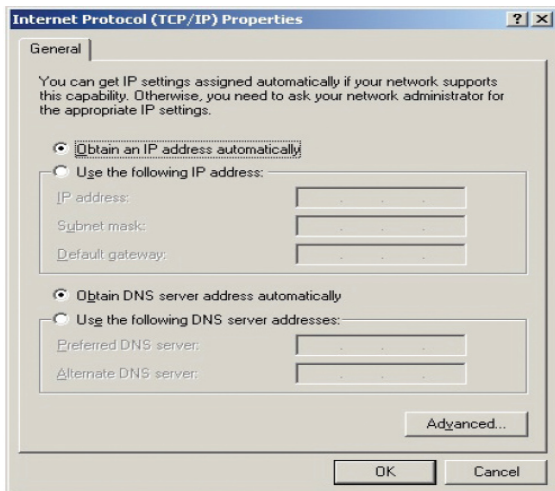 Internet Protocol (TCP/IP) Properties
General
You can get IP settings assigned automatically if your network supports
this capability. Otherwise, you need to ask your network administrator for
the appropriate IP settings.
Obtain an IP address automatically
Use the following IP address:
IP address:
Subnet mask:
Default gateway:
Obtain DNS server address automatically
Use the following DNS server addresses:
Preferred DNS server:
Alternate DNS server:
Advanced...
OK Cancel